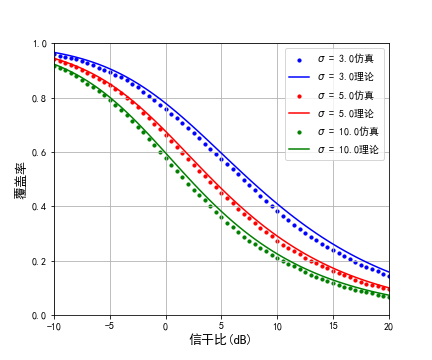 1.0
0.8
0.6
0.4
0.2
0.0
覆盖率
-10
-5
0
5
10
15
20
信干比(dB)
σ = 3.0仿真
σ = 3.0理论
σ = 5.0仿真
σ = 5.0理论
σ = 10.0仿真
σ = 10.0理论